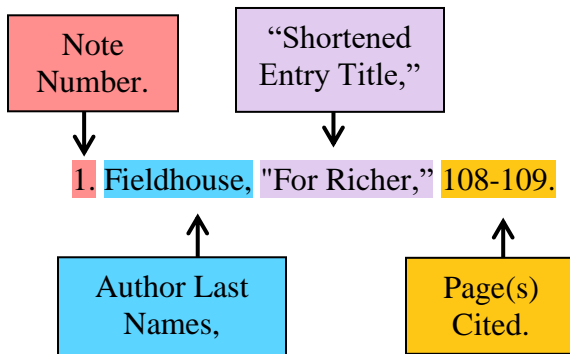 Note
Number.
“Shortened
Entry Title,”
1. Fieldhouse, "For Richer,” 108-109.
Author Last
Names,
Page(s)
Cited.